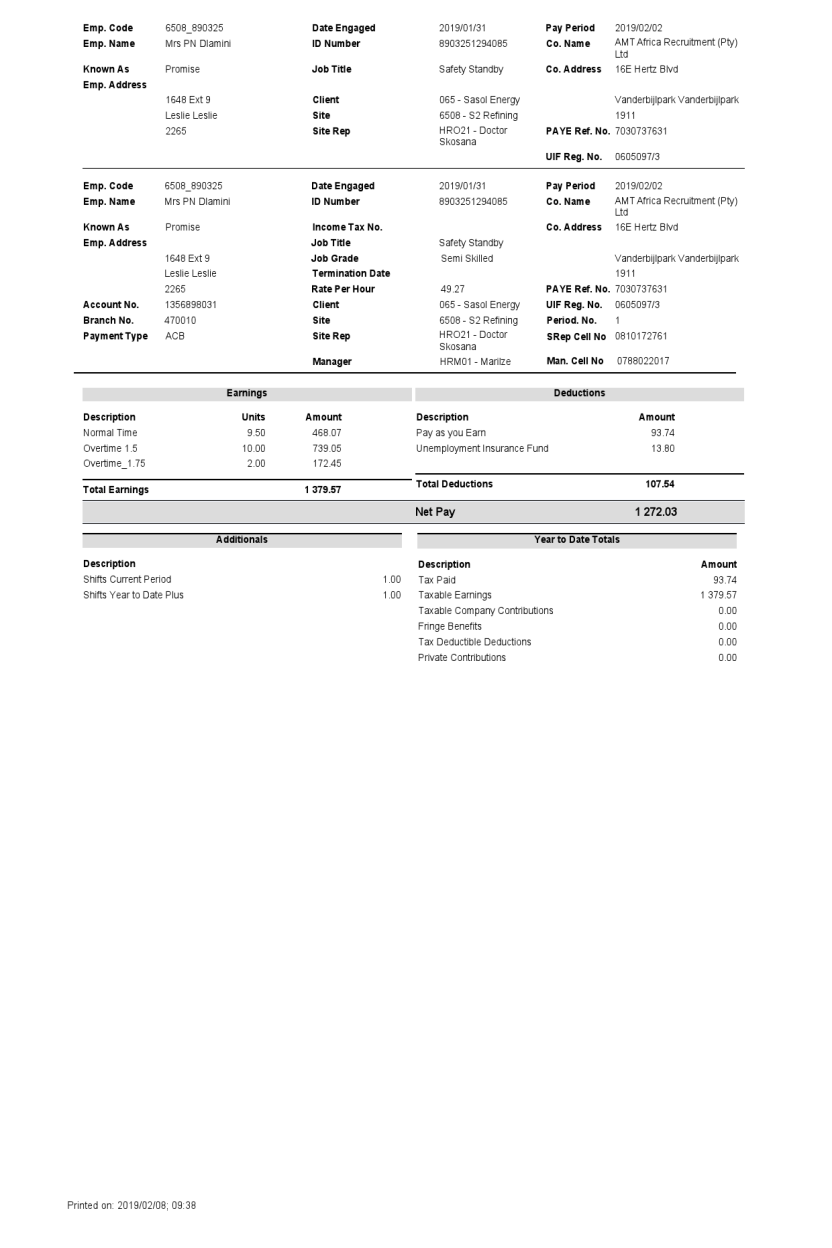 Emp. Code 6508_890325 Date Engaged 2019/01/31 Pay Period 2019/02/02
Emp. Name Mrs PN Dlamini ID Number 8903251294085 Co. Name AMT Africa Recruitment (Pty)
Ltd
Known As Promise Job Title Safety Standby Co. Address 16E Hertz Blvd
Emp. Address
1648 Ext 9 Client 065 - Sasol Energy Vanderbijlpark Vanderbijlpark
Leslie Leslie Site 6508 - S2 Refining 1911
2265 Site Rep HRO21 - Doctor PAYE Ref. No. 7030737631
Skosana
UIF Reg. No. 0605097/3
Emp. Code 6508_890325 Date Engaged 2019/01/31 Pay Period 2019/02/02
Emp. Name Mrs PN Dlamini ID Number 8903251294085 Co. Name AMT Africa Recruitment (Pty)
Ltd
Known As Promise Income Tax No. Co. Address 16E Hertz Blvd
Emp. Address Job Title Safety Standby
1648 Ext 9 Job Grade Semi Skilled Vanderbijlpark Vanderbijlpark
Leslie Leslie Termination Date 1911
2265 Rate Per Hour 49.27 PAYE Ref. No. 7030737631
Account No. 1356898031 Client 065 - Sasol Energy UIF Reg. No. 0605097/3
Branch No. 470010 Site 6508 - S2 Refining Period. No. 1
Payment Type ACB Site Rep HRO21 - Doctor SRep Cell No 0810172761
Skosana
Manager HRM01 - Marilze Man. Cell No 0788022017
Earnings Deductions
Description Units Amount Description Amount
Normal Time 9.50 468.07 Pay as you Earn 93.74
Overtime 1.5 10.00 739.05 Unemployment Insurance Fund 13.80
Overtime_1.75 2.00 172.45
Total Earnings 1 379.57 Total Deductions 107.54
Net Pay 1 272.03
Additionals Year to Date Totals
Description Description Amount
Shifts Current Period 1.00 Tax Paid 93.74
Shifts Year to Date Plus 1.00 Taxable Earnings 1 379.57
Taxable Company Contributions 0.00
Fringe Benefits 0.00
Tax Deductible Deductions 0.00
Private Contributions 0.00
Printed on: 2019/02/08; 09:38